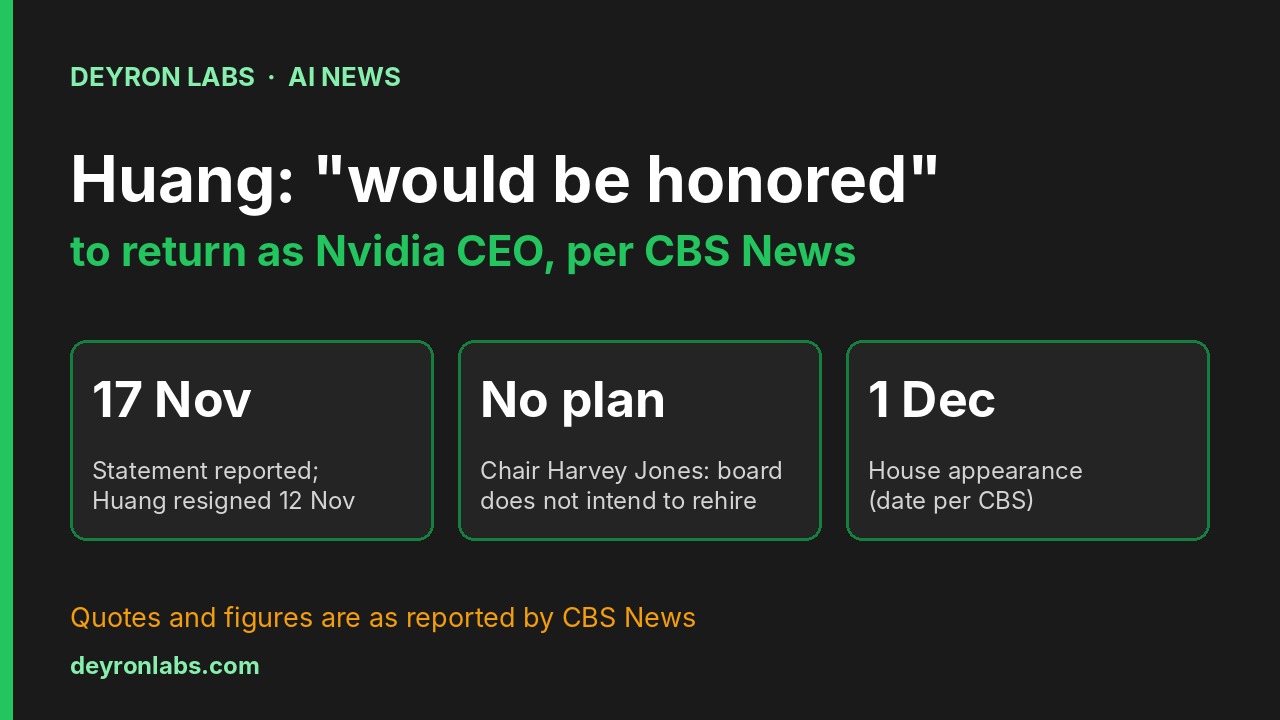 DEYRON LABS · AI NEWS
Huang: "would be honored"
to return as Nvidia CEO, per CBS News
17 Nov
Statement reported;
Huang resigned 12 Nov
No plan
Chair Harvey Jones: board
does not intend to rehire
1 Dec
House appearance
(date per CBS)
Quotes and figures are as reported by CBS News
deyronlabs.com